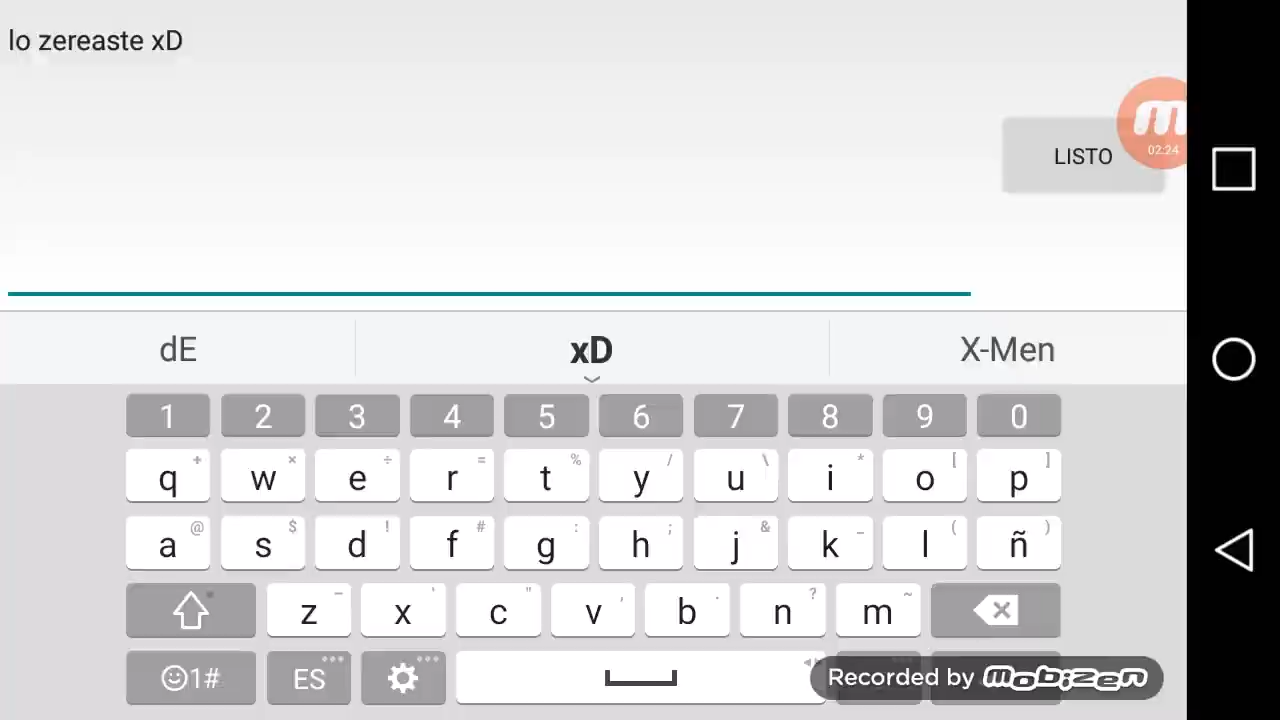 lo zereaste xD
LISTO
02:24
dE xD X-Men
1 2 3 4 5 6 7 8 9 0
q + w × e ÷ r = t % y / u \ i * o [ p ]
a @ s $ d ! f # g : h ; j & k _ l ( ñ )
z - x ' c " v , b . n ? m ~
1# ES
Recorded by mobizen